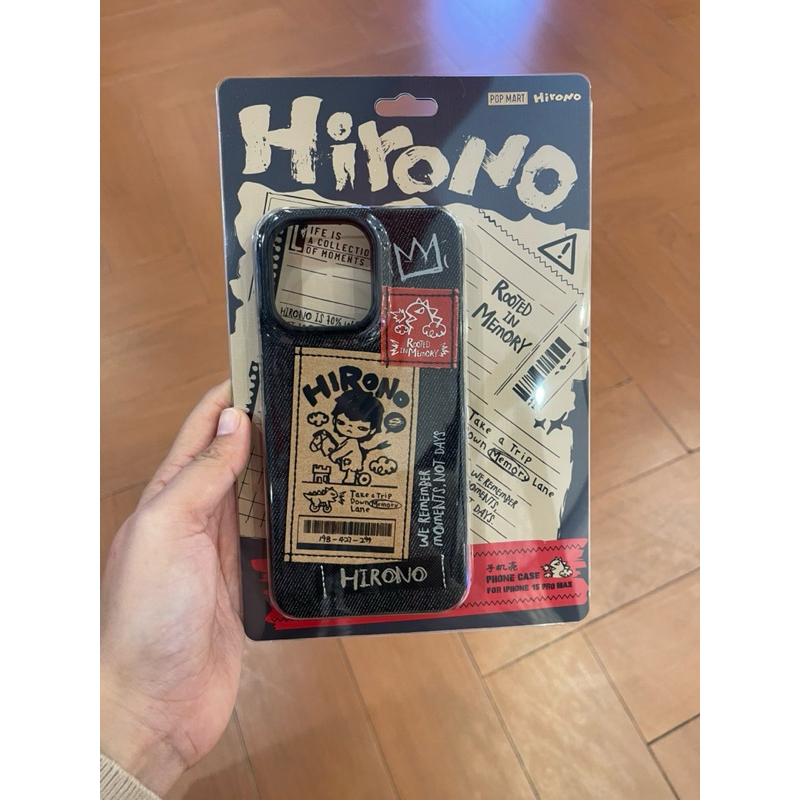 POP MART HIRONO
HIRONO
LIFE IS
A COLLECTIO
OF MOMENTS
HIRONO IS 70%
ROOTED
IN MEMORY
HIRONO
Take a Trip
Down Memory
Lane
WE REMEMBER
MOMENTS, NOT DAYS
HIRONO
ROOTED
IN
MEMORY
Take a Trip
Down Memory Lane
WE REMEMBER
MOMENTS,
T DAYS
手机壳
PHONE CASE
FOR IPHONE 15 PRO MAX